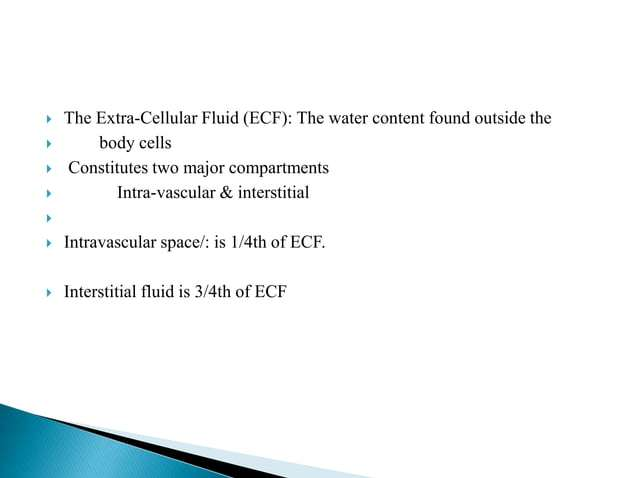 The Extra-Cellular Fluid (ECF): The water content found outside the
body cells
Constitutes two major compartments
Intra-vascular & interstitial
Intravascular space/: is 1/4th of ECF.
Interstitial fluid is 3/4th of ECF